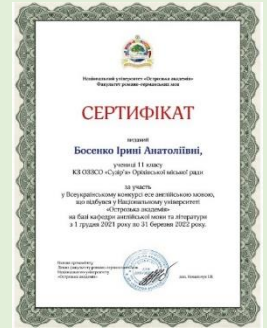 Національний університет «Острозька академія»
Факультет романо-германських мов
СЕРТИФІКАТ
виданий
Босенко Ірині Анатоліївні,
учениці 11 класу
КЗ ОЗЗСО «Сузір'я» Оріхівської міської ради
за участь
у Всеукраїнському конкурсі есе англійською мовою,
що відбувся у Національному університеті
«Острозька академія»
на базі кафедри англійської мови та літератури
з 1 грудня 2021 року по 31 березня 2022 року.